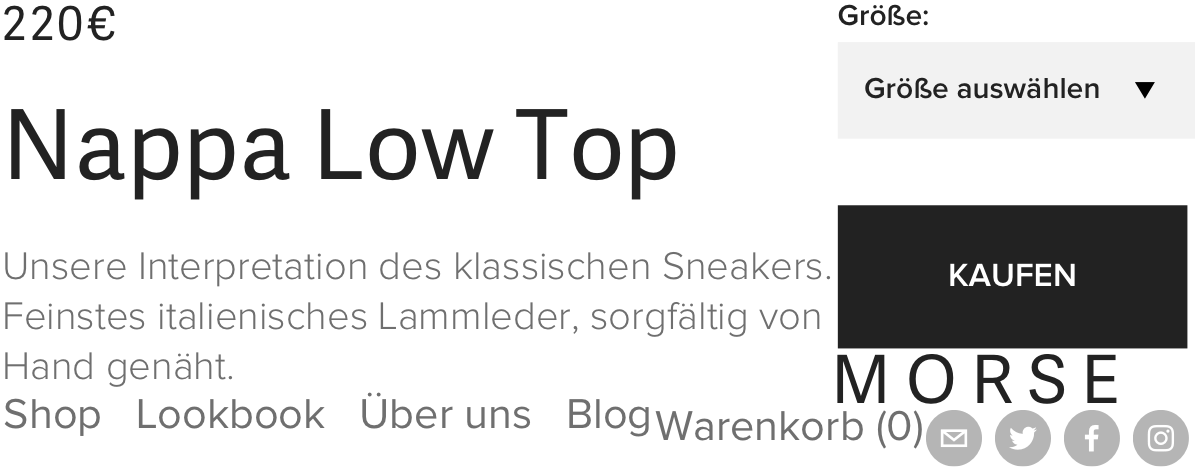 220€
Nappa Low Top
Unsere Interpretation des klassischen Sneakers.
Feinstes italienisches Lammleder, sorgfältig von
Hand genäht.
Größe:
Größe auswählen
KAUFEN
MORSE
Shop Lookbook Über uns Blog
Warenkorb (0)